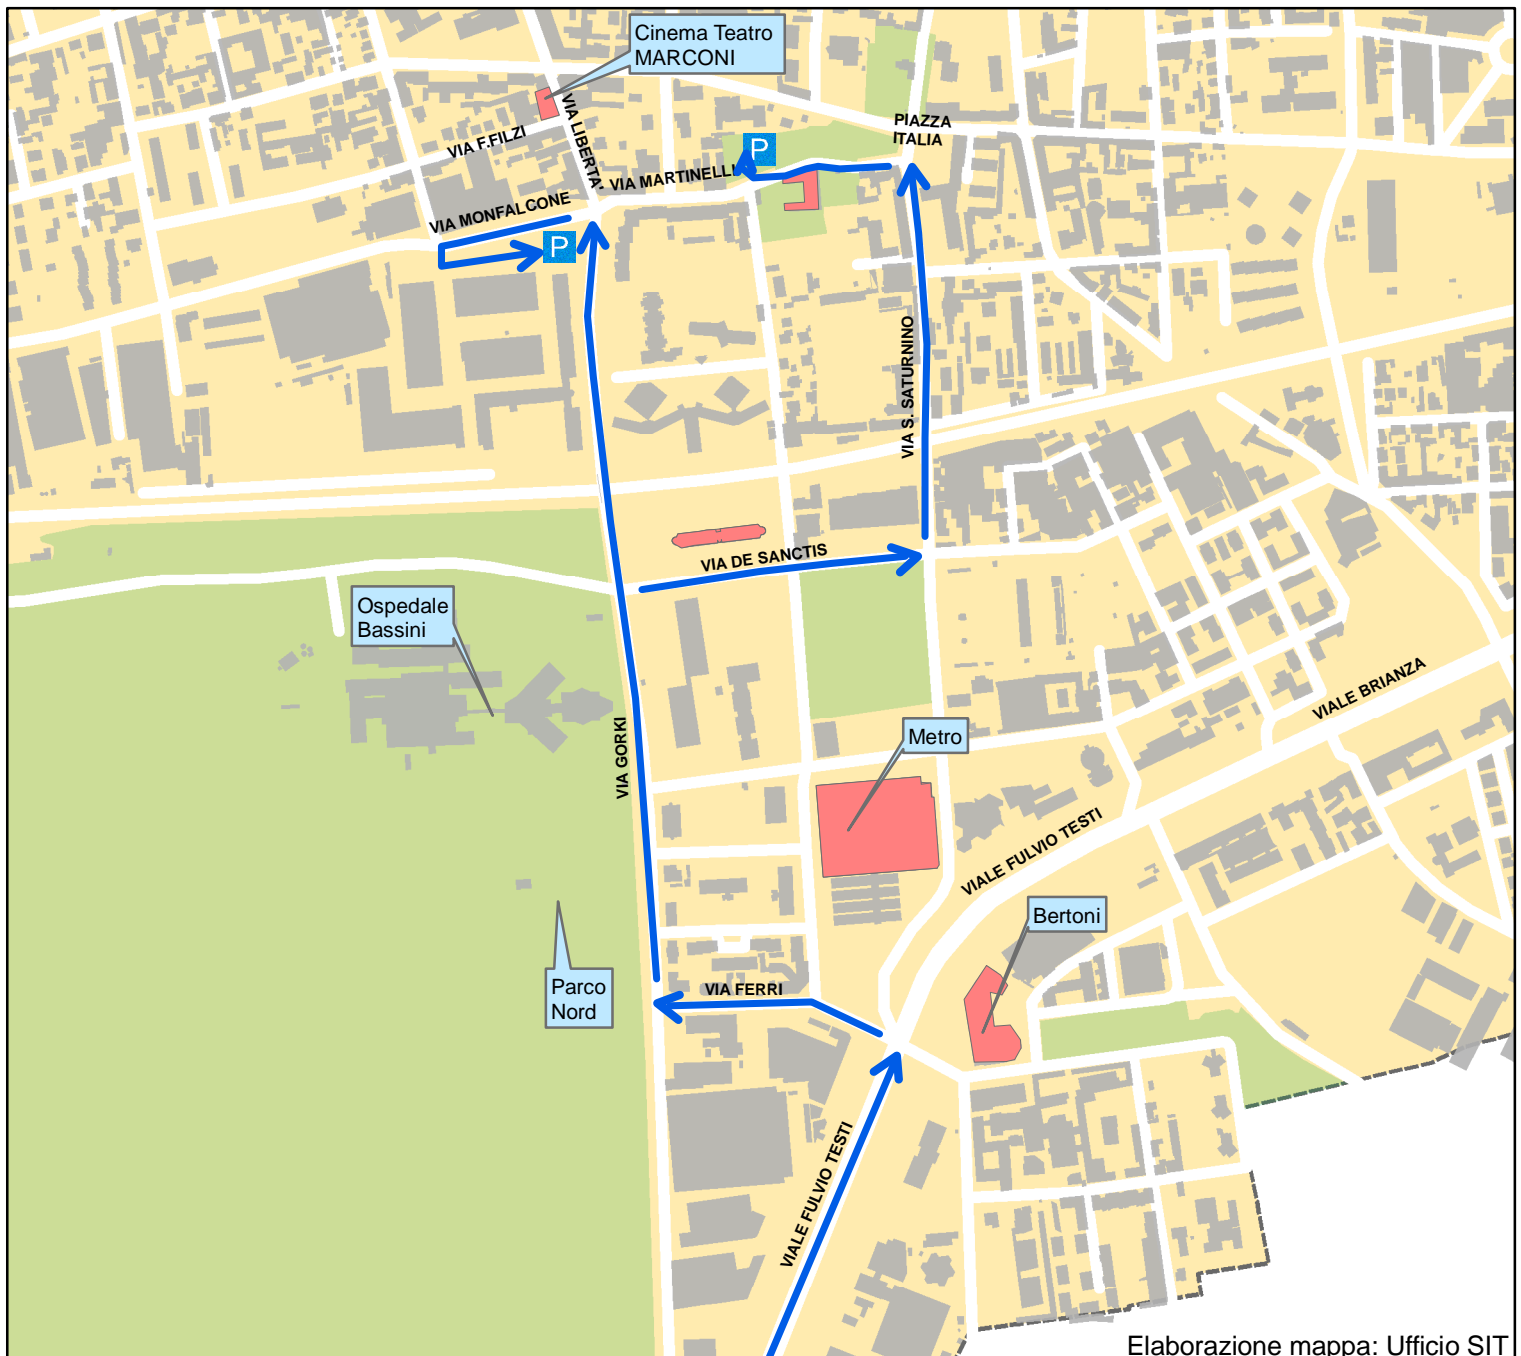 Cinema Teatro
MARCONI
VIA LIBERTA'
VIA F.FILZI
PIAZZA
ITALIA
P
VIA MARTINELLI
VIA MONFALCONE
P
VIA S. SATURNINO
VIA DE SANCTIS
Ospedale
Bassini
VIALE BRIANZA
VIA GORKI
Metro
VIALE FULVIO TESTI
Bertoni
Parco
Nord
VIA FERRI
VIALE FULVIO TESTI
Elaborazione mappa: Ufficio SIT